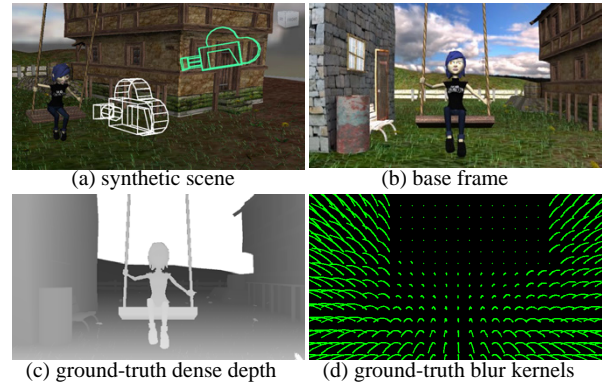 (a) synthetic scene
(b) base frame
(c) ground-truth dense depth
(d) ground-truth blur kernels